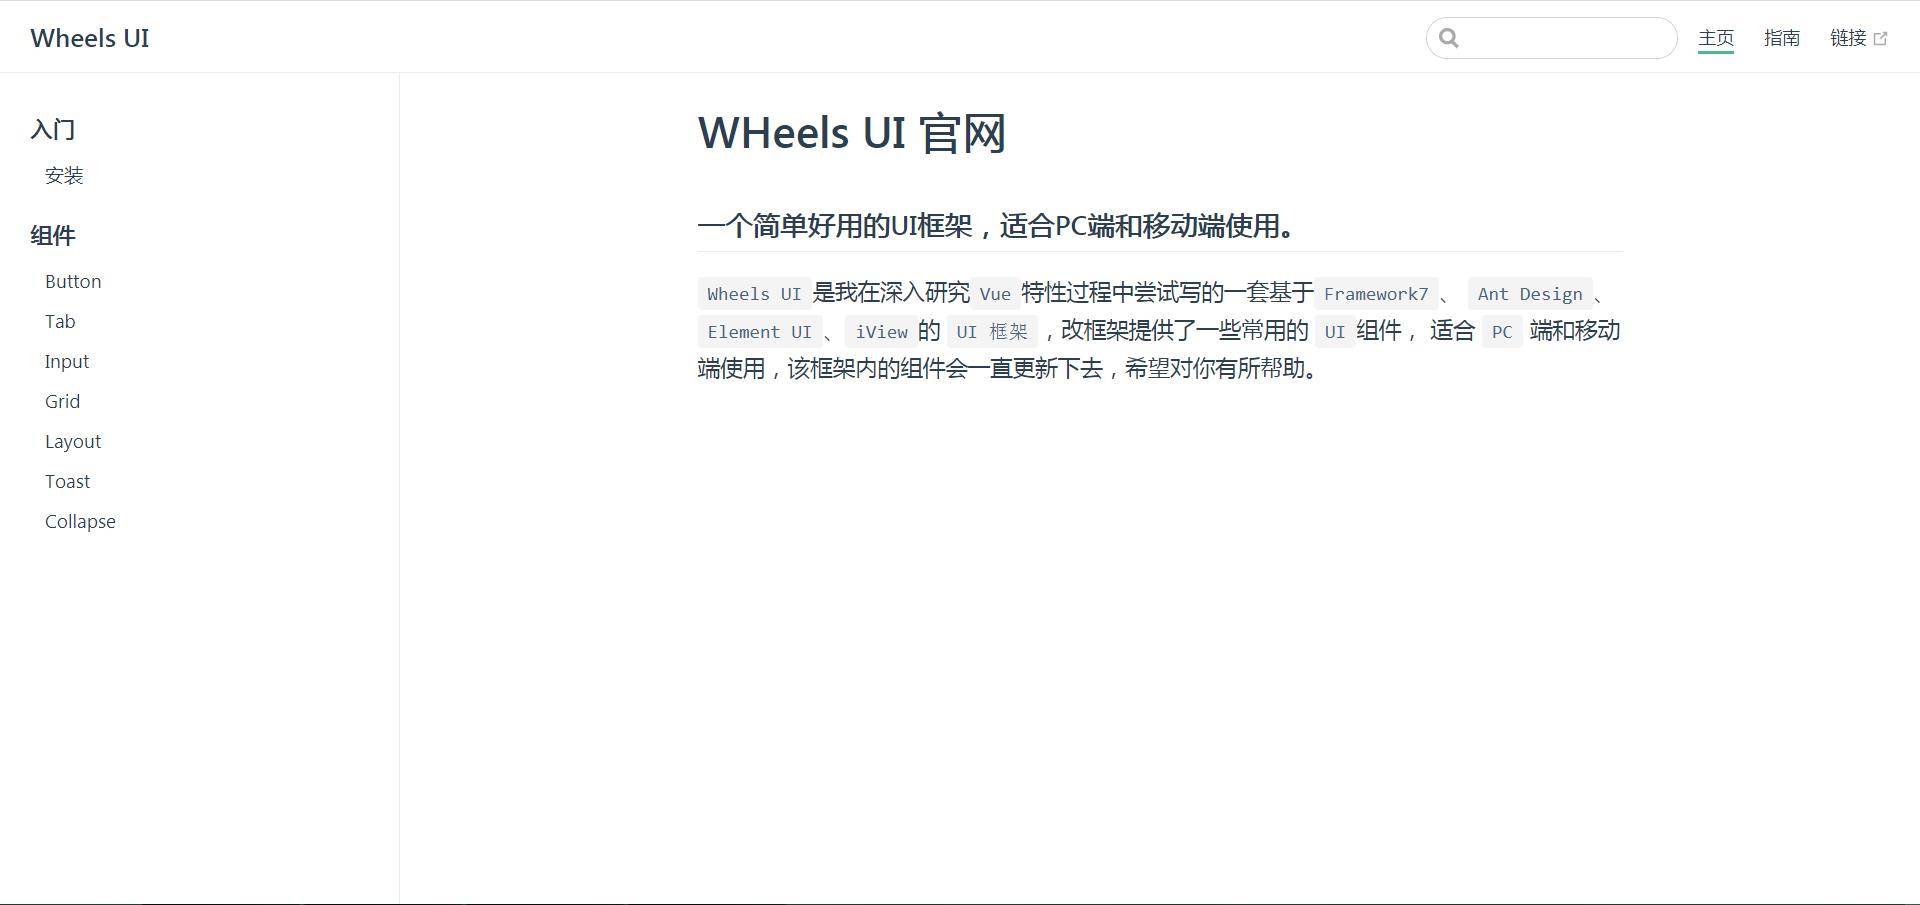 Wheels UI
主页 指南 链接
入门
安装
组件
Button
Tab
Input
Grid
Layout
Toast
Collapse
WHeels UI 官网
一个简单好用的UI框架，适合PC端和移动端使用。
Wheels UI 是我在深入研究 Vue 特性过程中尝试写的一套基于 Framework7 、 Ant Design 、
Element UI 、 iView 的 UI 框架 ，改框架提供了一些常用的 UI 组件， 适合 PC 端和移动
端使用，该框架内的组件会一直更新下去，希望对你有所帮助。